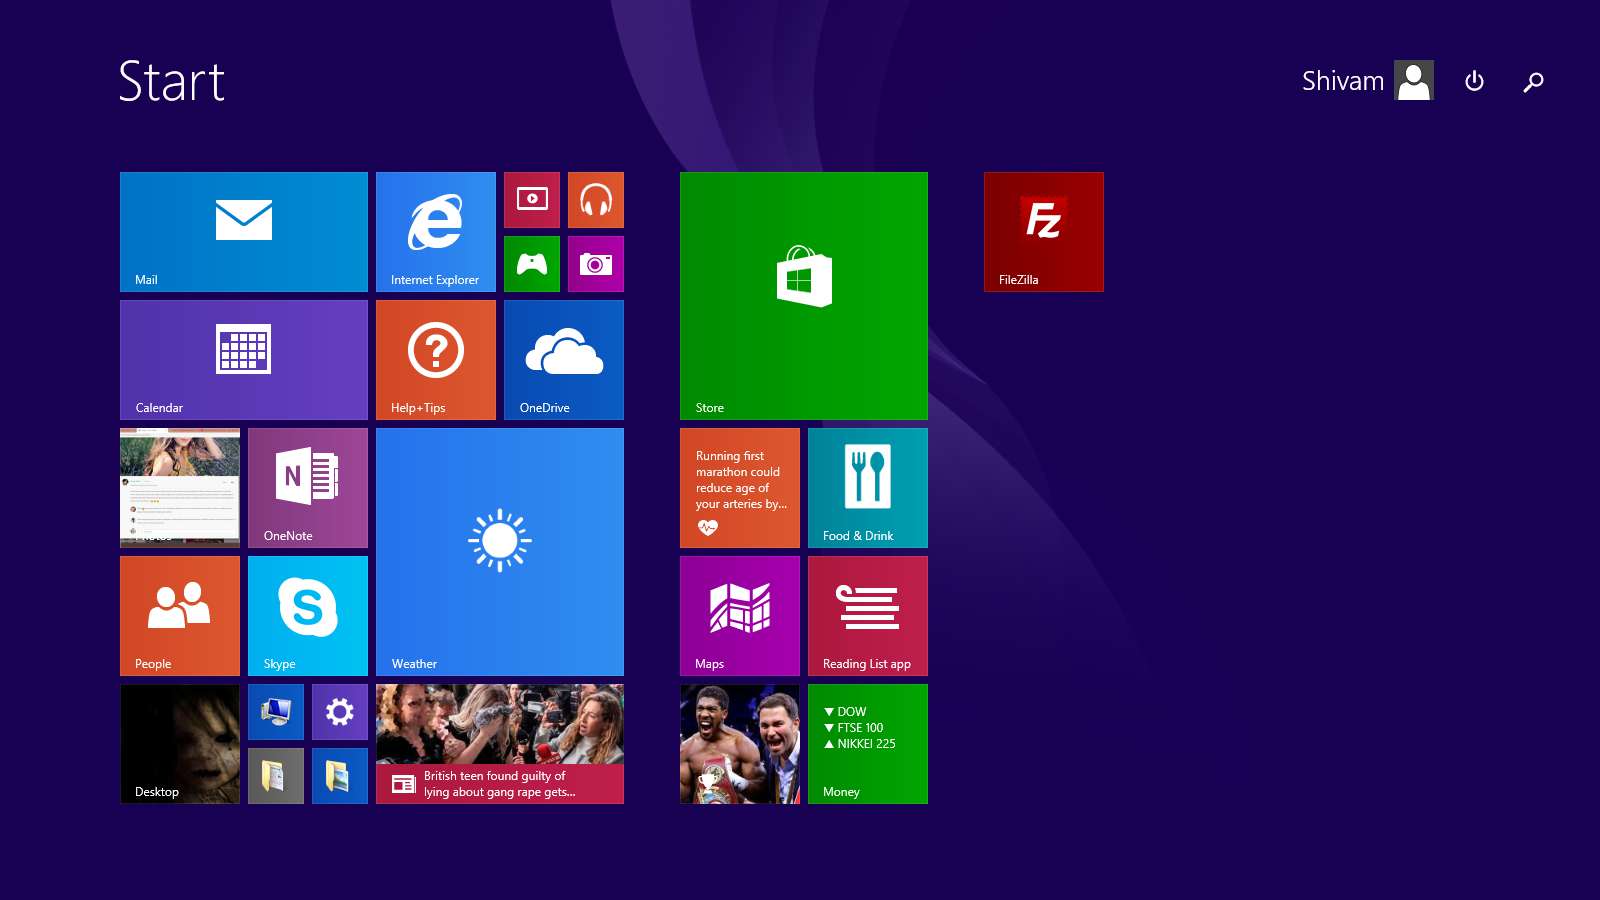 Start
Shivam
Mail
Internet Explorer
Fz
FileZilla
Calendar
Help+Tips
OneDrive
Store
Photos
N
OneNote
Weather
Running first
marathon could
reduce age of
your arteries by...
Food & Drink
People
S
Skype
Maps
Reading List app
Desktop
British teen found guilty of
lying about gang rape gets...
DOW
FTSE 100
NIKKEI 225
Money